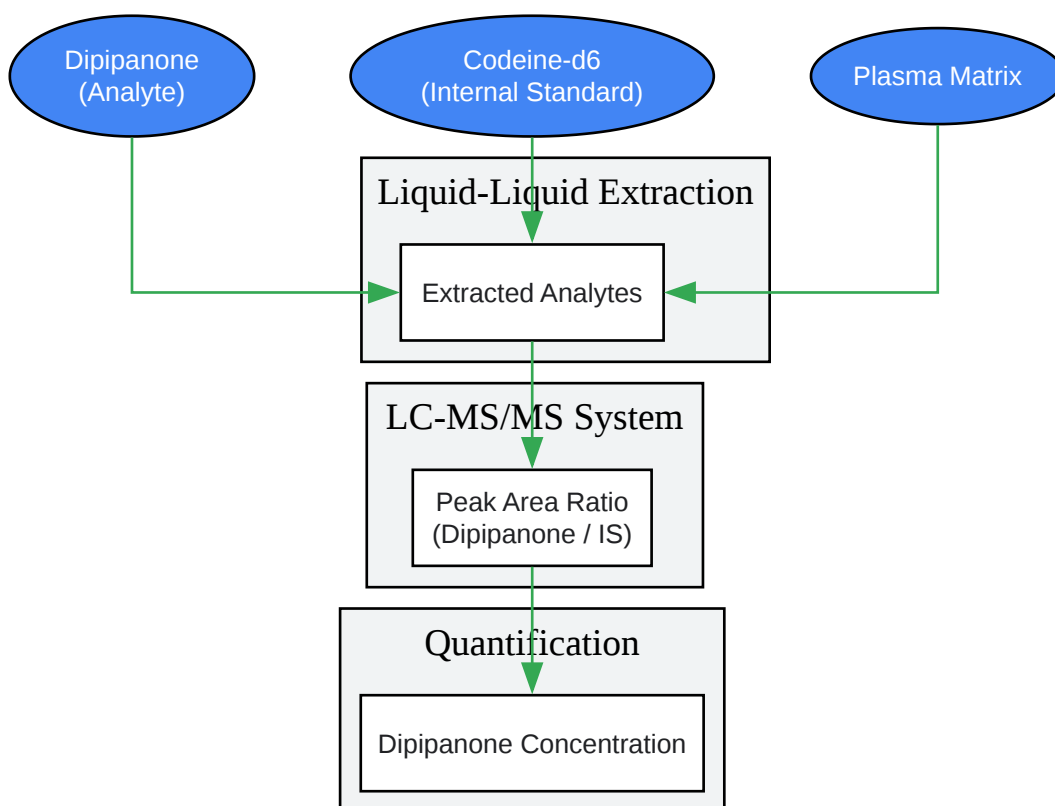 Dipipanone
(Analyte)
Codeine-d6
(Internal Standard)
Plasma Matrix
Liquid-Liquid Extraction
Extracted Analytes
LC-MS/MS System
Peak Area Ratio
(Dipipanone / IS)
Quantification
Dipipanone Concentration